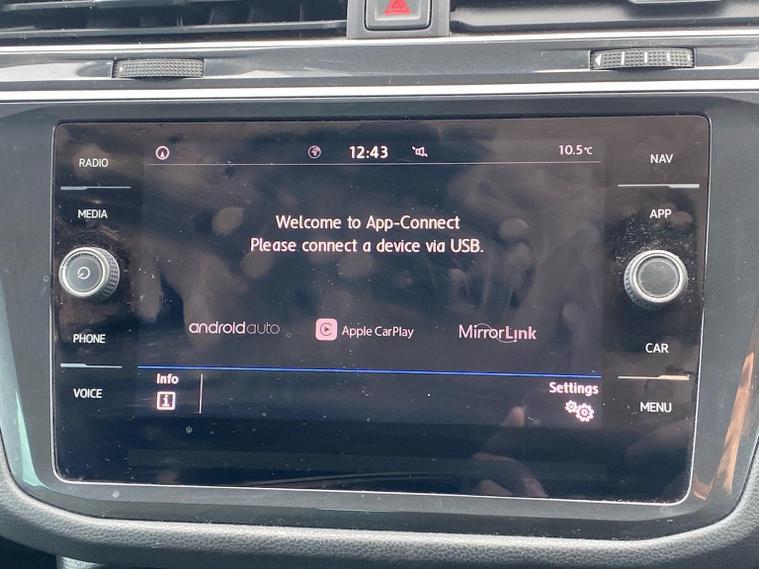 RADIO
MEDIA
PHONE
VOICE
12:43
10.5°C
Welcome to App-Connect
Please connect a device via USB.
androidauto
Apple CarPlay
MirrorLink
Info
i
Settings
NAV
APP
CAR
MENU